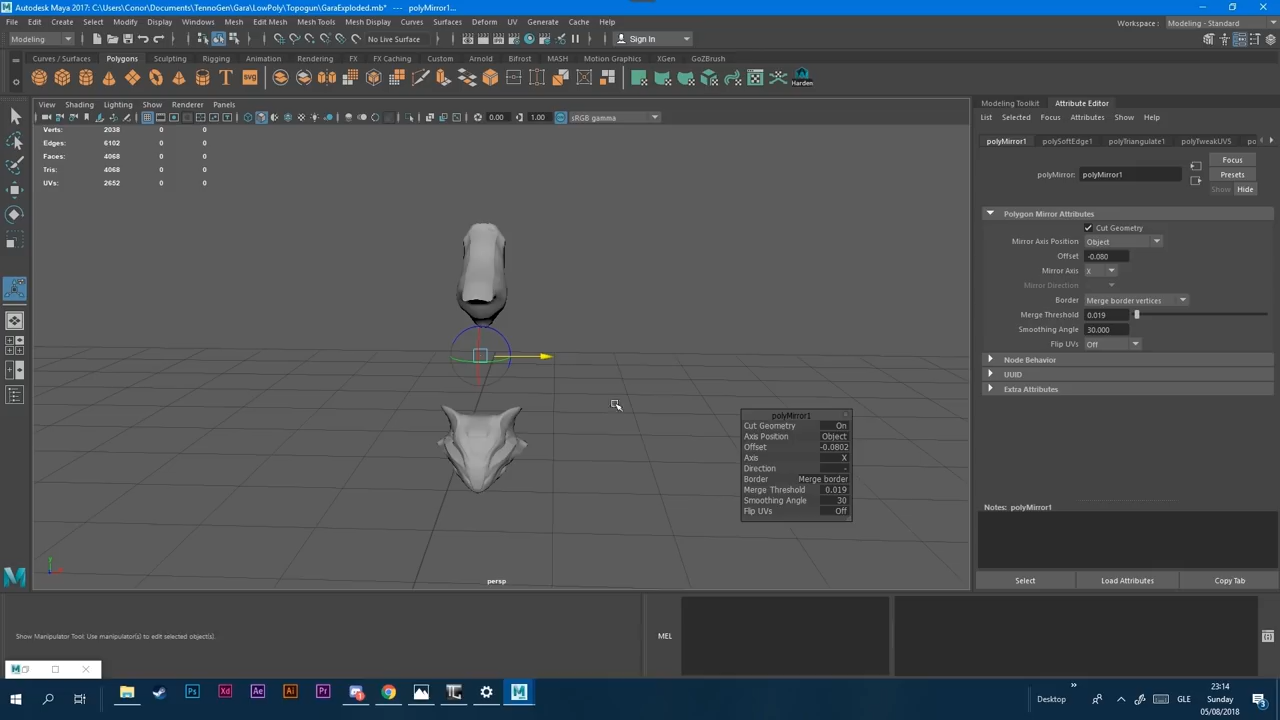 Autodesk Maya 2017: C:\Users\Conor\Documents\TennoGen\Gara\LowPoly\Topogun\GaraExploded.mb* --- polyMirror1...
File Edit Create Select Modify Display Windows Mesh Edit Mesh Mesh Tools Mesh Display Curves Surfaces Deform UV Generate Cache Help
Workspace: Modeling - Standard
Modeling
No Live Surface
Sign In
Curves / Surfaces Polygons Sculpting Rigging Animation Rendering FX FX Caching Custom Arnold Bifrost MASH Motion Graphics XGen GoZBrush
T
SVG
Harden
View Shading Lighting Show Renderer Panels
0.00 1.00 sRGB gamma
Verts: 2038 0 0
Edges: 6102 0 0
Faces: 4068 0 0
Tris: 4068 0 0
UVs: 2652 0 0
polyMirror1
Cut Geometry On
Axis Position Object
Offset -0.0802
Axis X
Direction -
Border Merge border
Merge Threshold 0.019
Smoothing Angle 30
Flip UVs Off
persp
Modeling Toolkit Attribute Editor
List Selected Focus Attributes Show Help
polyMirror1 polySoftEdge1 polyTriangulate1 polyTweakUV5 po
polyMirror: polyMirror1
Focus
Presets
Show Hide
Polygon Mirror Attributes
Cut Geometry
Mirror Axis Position Object
Offset -0.080
Mirror Axis X
Mirror Direction
Border Merge border vertices
Merge Threshold 0.019
Smoothing Angle 30.000
Flip UVs Off
Node Behavior
UUID
Extra Attributes
Notes: polyMirror1
Select Load Attributes Copy Tab
Show Manipulator Tool: Use manipulator(s) to edit selected object(s).
MEL
Ps Xd Ae Ai Pr
Desktop
GLE
23:14
Sunday
05/08/2018